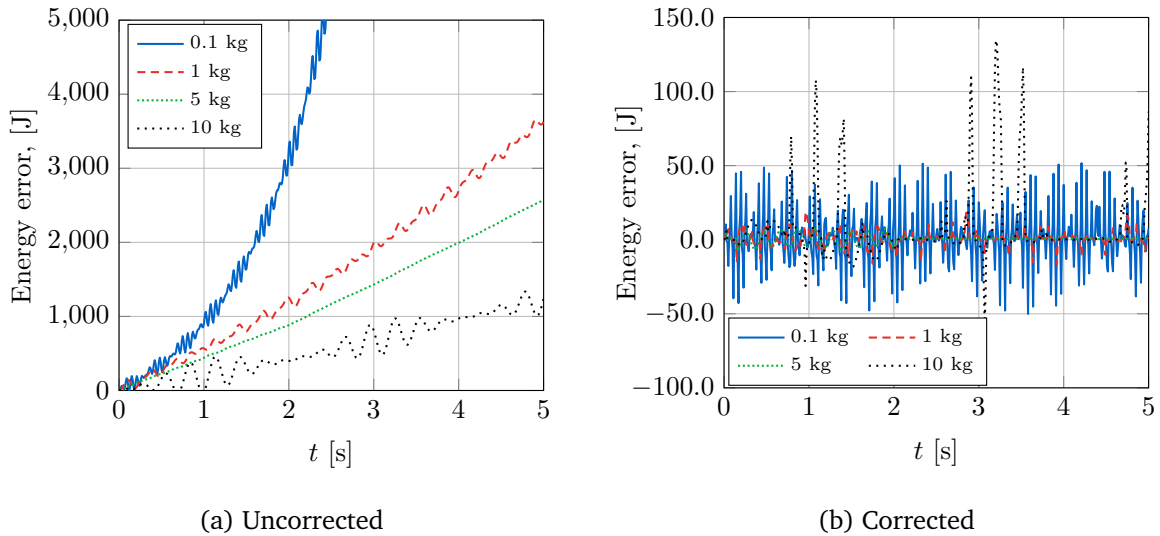 5,000
4,000
3,000
2,000
1,000
0
Energy error, [J]
0.1 kg
1 kg
5 kg
10 kg
0 1 2 3 4 5
t [s]
(a) Uncorrected
150.0
100.0
50.0
0.0
−50.0
−100.0
Energy error, [J]
0.1 kg 1 kg
5 kg 10 kg
0 1 2 3 4 5
t [s]
(b) Corrected